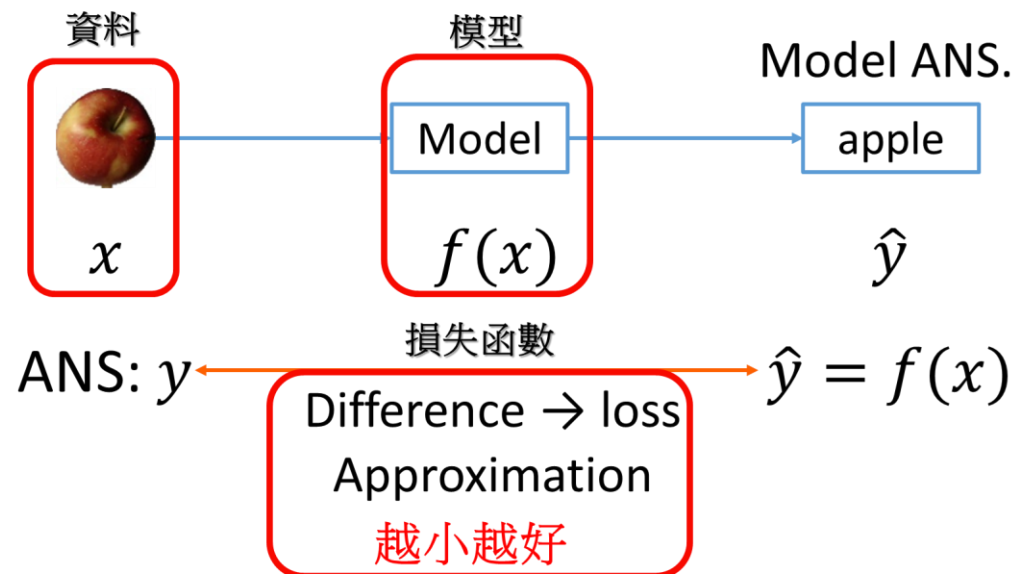 資料
模型
Model ANS.
Model
apple
x
f(x)
ŷ
損失函數
ANS: y
ŷ = f(x)
Difference → loss
Approximation
越小越好